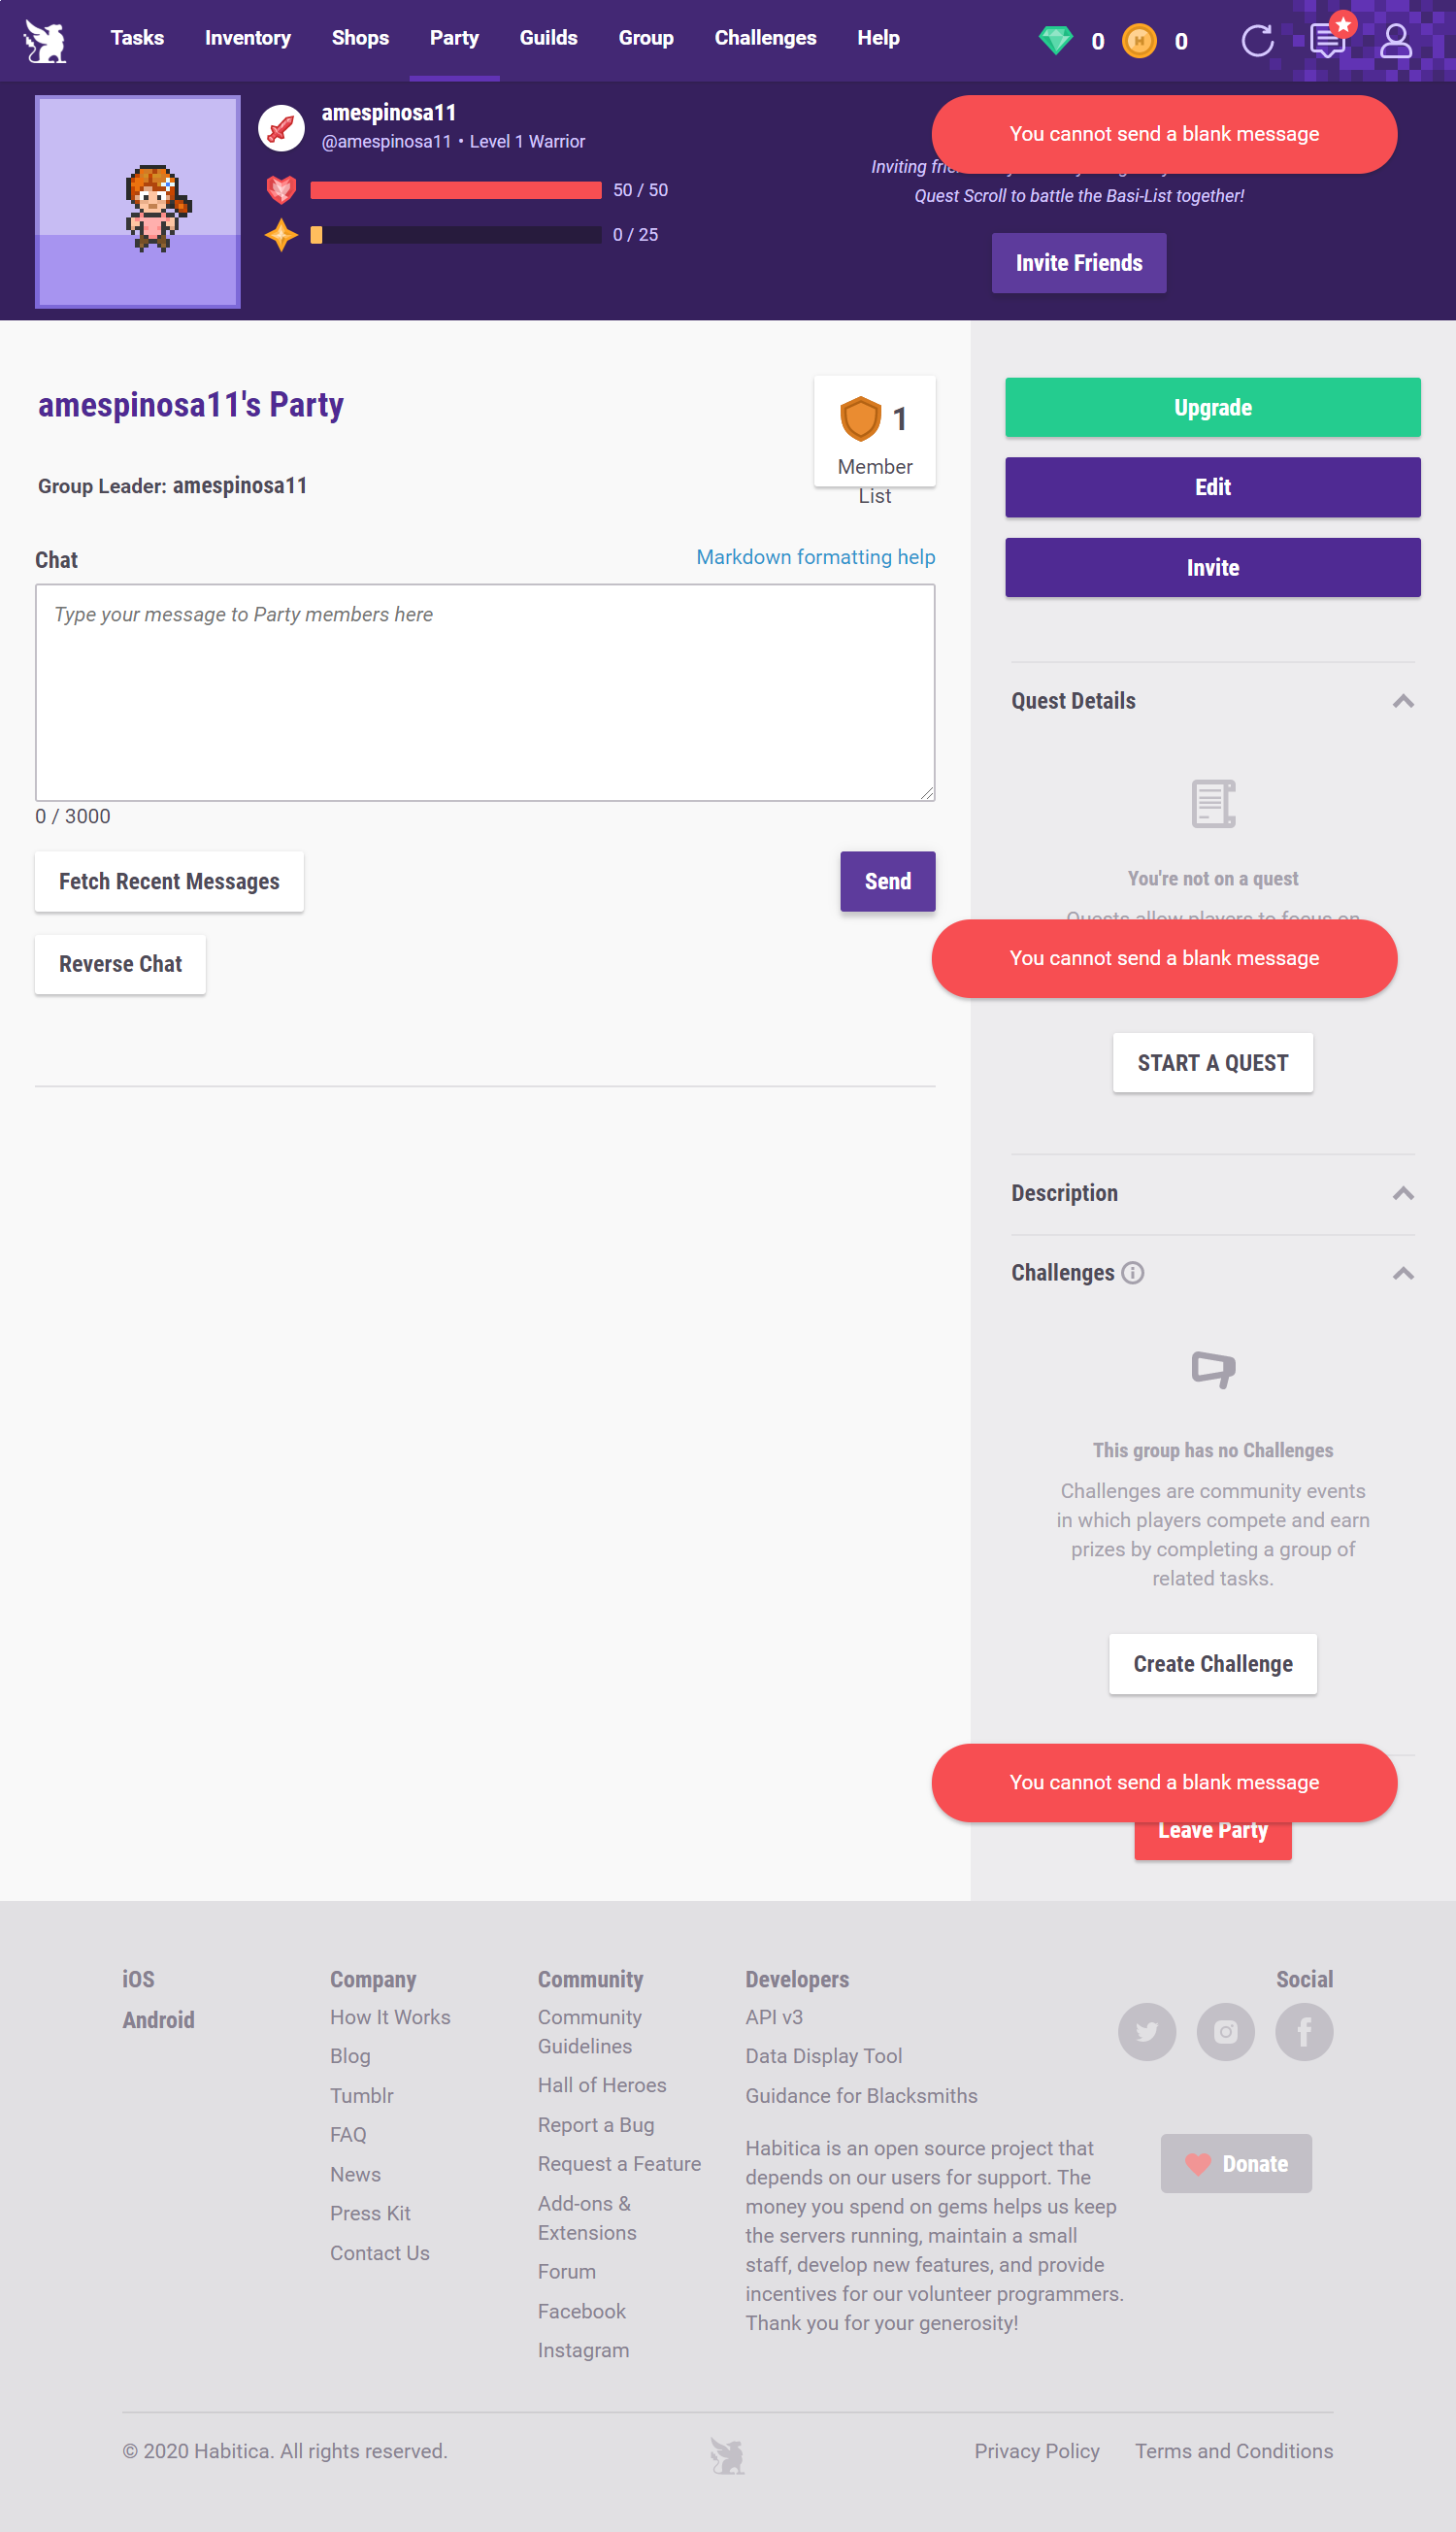 Tasks Inventory Shops Party Guilds Group Challenges Help 0 0
amespinosa11
@amespinosa11 • Level 1 Warrior
50 / 50
0 / 25
You cannot send a blank message
Inviting
Quest Scroll to battle the Basi-List together!
Invite Friends
amespinosa11's Party
1
Member
List
Group Leader: amespinosa11
Chat
Markdown formatting help
Type your message to Party members here
0 / 3000
Fetch Recent Messages
Send
Reverse Chat
Upgrade
Edit
Invite
Quest Details
You're not on a quest
Quests allow players to focus on
You cannot send a blank message
START A QUEST
Description
Challenges
This group has no Challenges
Challenges are community events
in which players compete and earn
prizes by completing a group of
related tasks.
Create Challenge
You cannot send a blank message
Leave Party
iOS
Android
Company
How It Works
Blog
Tumblr
FAQ
News
Press Kit
Contact Us
Community
Community
Guidelines
Hall of Heroes
Report a Bug
Request a Feature
Add-ons &
Extensions
Forum
Facebook
Instagram
Developers
API v3
Data Display Tool
Guidance for Blacksmiths
Habitica is an open source project that
depends on our users for support. The
money you spend on gems helps us keep
the servers running, maintain a small
staff, develop new features, and provide
incentives for our volunteer programmers.
Thank you for your generosity!
Social
Donate
© 2020 Habitica. All rights reserved.
Privacy Policy Terms and Conditions